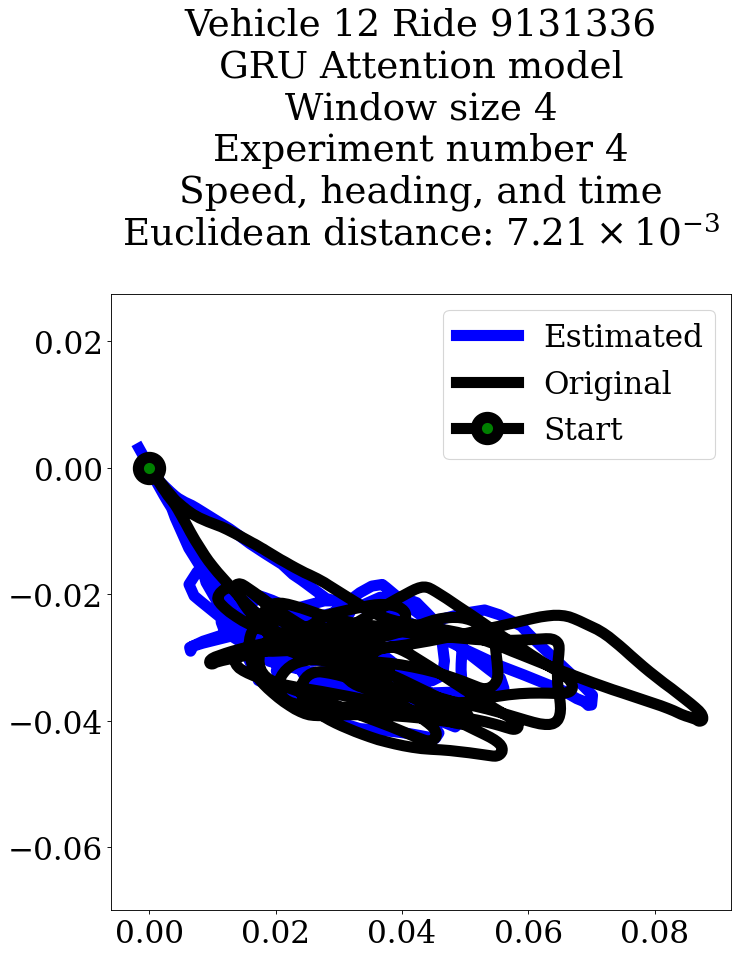 Vehicle 12 Ride 9131336
GRU Attention model
Window size 4
Experiment number 4
Speed, heading, and time
Euclidean distance: 7.21 × 10⁻³
Estimated
Original
Start
0.02
0.00
−0.02
−0.04
−0.06
0.00 0.02 0.04 0.06 0.08